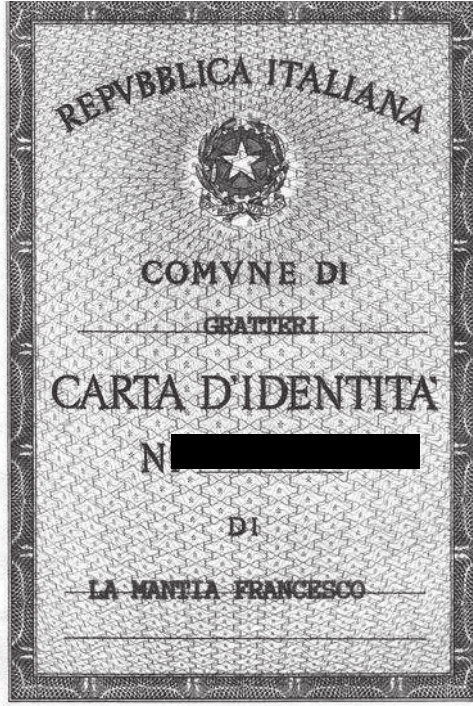 REPVBBLICA ITALIANA
COMVNE DI
GRATTERI
CARTA D'IDENTITA'
N
DI
LA MANTIA FRANCESCO